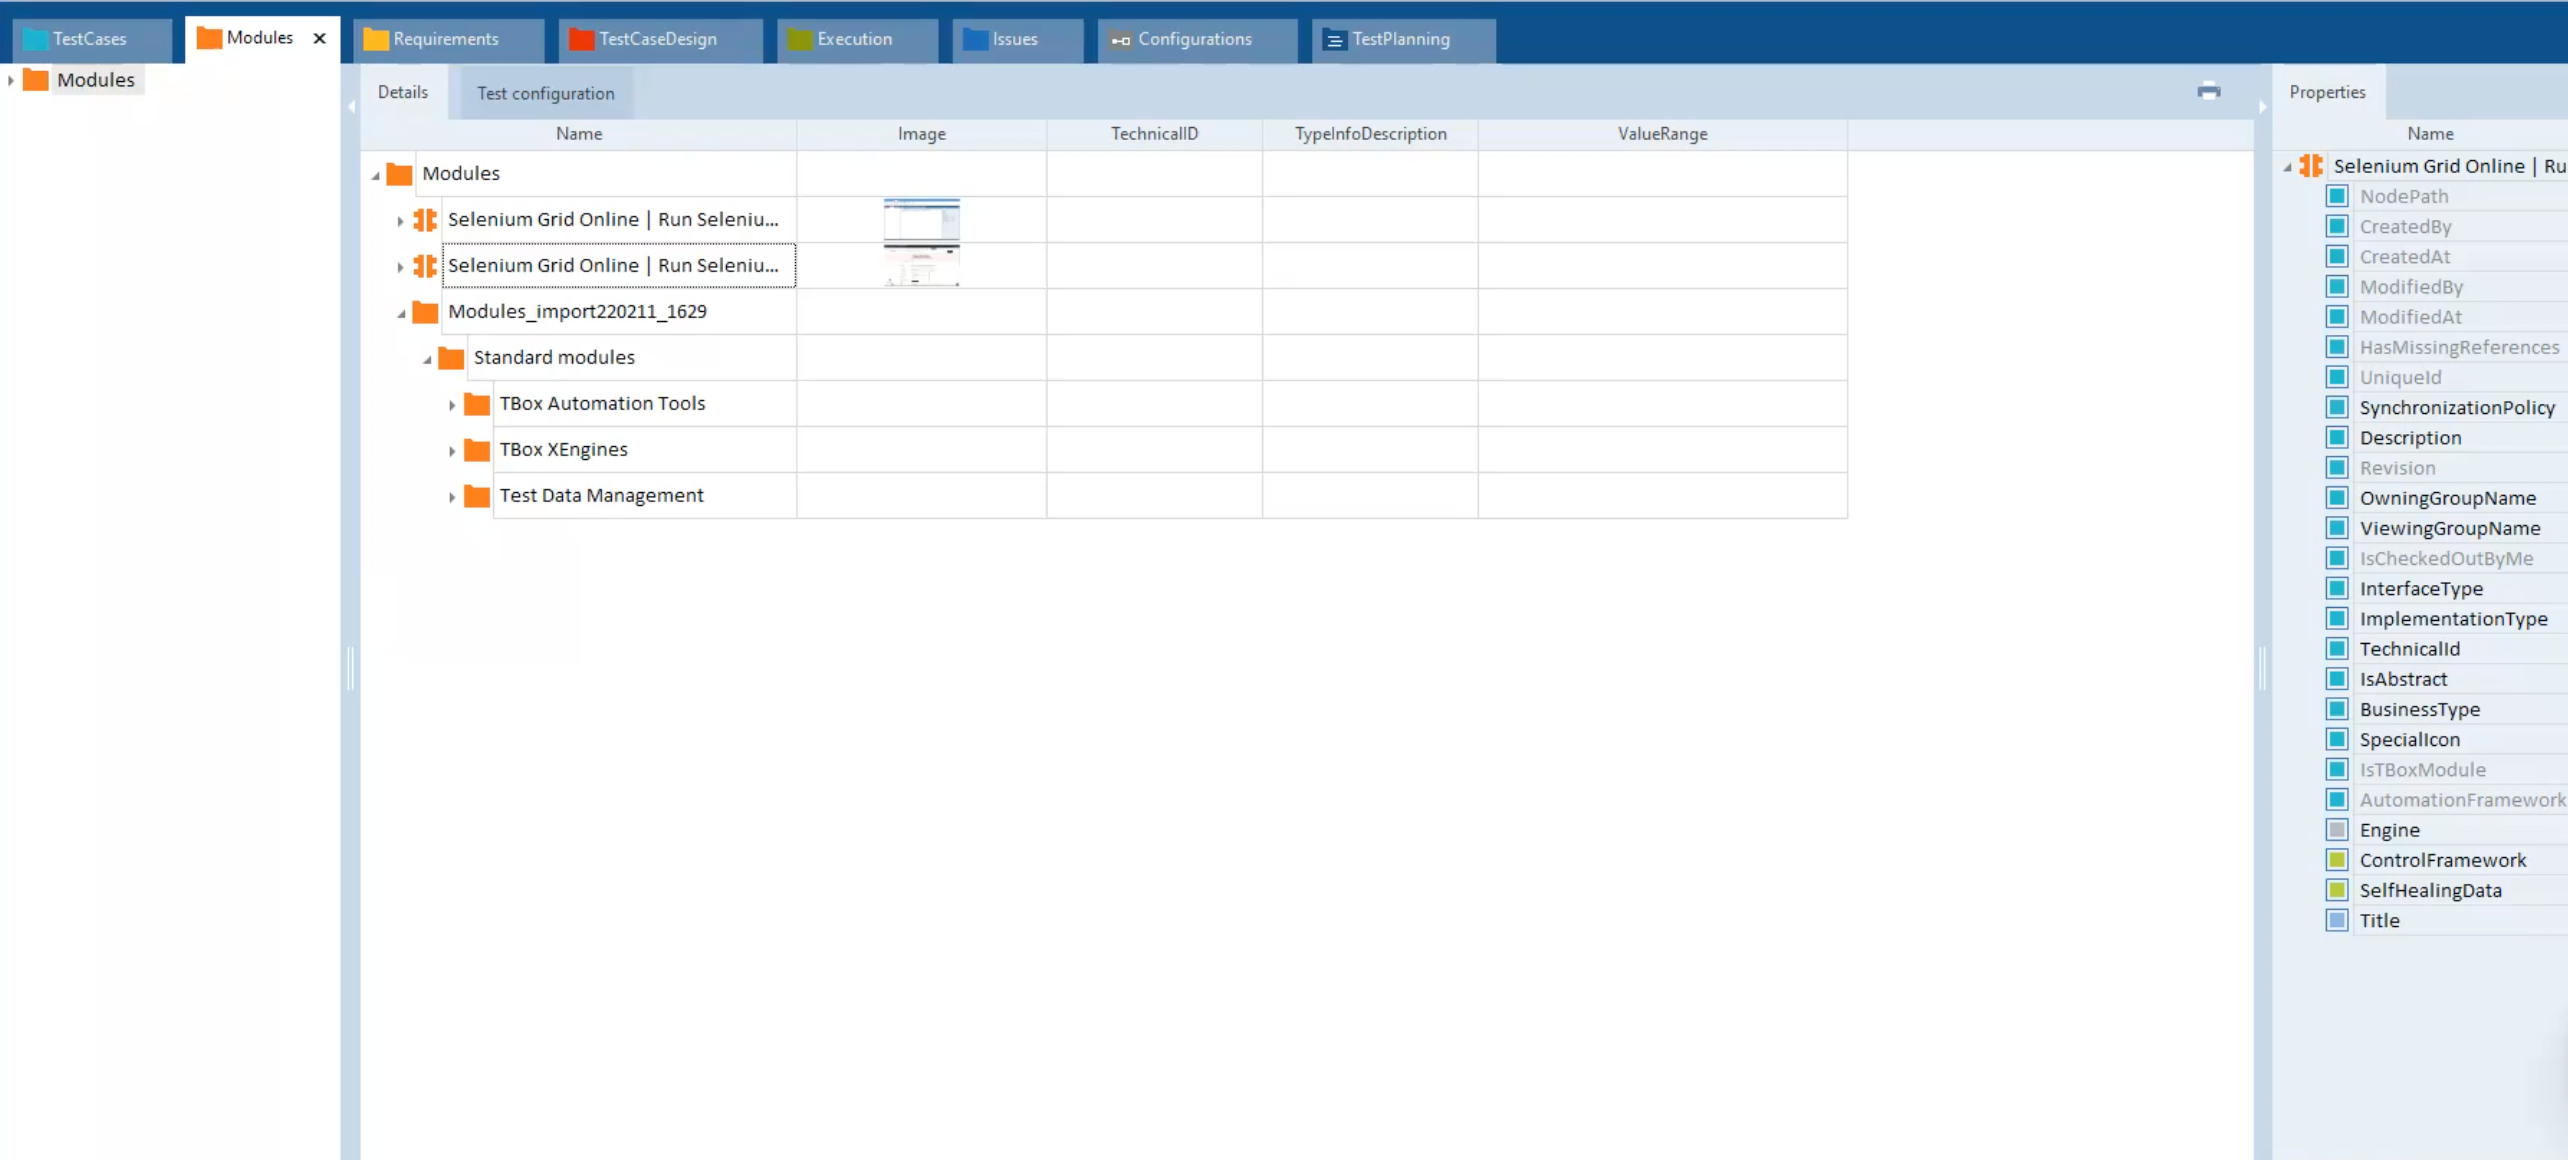 TestCases
Modules
Requirements
TestCaseDesign
Execution
Issues
Configurations
TestPlanning
Modules
Details
Test configuration
Properties
Name
Image
TechnicalID
TypeInfoDescription
ValueRange
Name
Modules
Selenium Grid Online | Run Seleniu...
Selenium Grid Online | Run Seleniu...
Modules_import220211_1629
Standard modules
TBox Automation Tools
TBox XEngines
Test Data Management
Selenium Grid Online | Ru
NodePath
CreatedBy
CreatedAt
ModifiedBy
ModifiedAt
HasMissingReferences
UniqueId
SynchronizationPolicy
Description
Revision
OwningGroupName
ViewingGroupName
IsCheckedOutByMe
InterfaceType
ImplementationType
TechnicalId
IsAbstract
BusinessType
SpecialIcon
IsTBoxModule
AutomationFramework
Engine
ControlFramework
SelfHealingData
Title